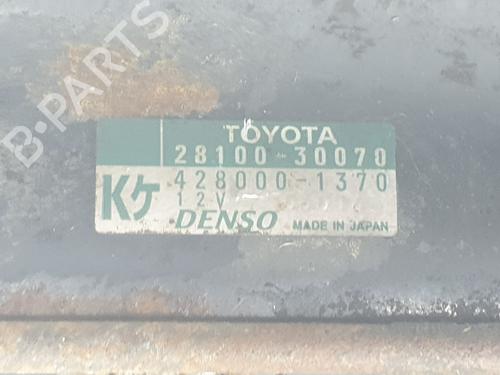 B-PARTS
TOYOTA
28100-30070
Kケ 428000-1370
12V
DENSO MADE IN JAPAN